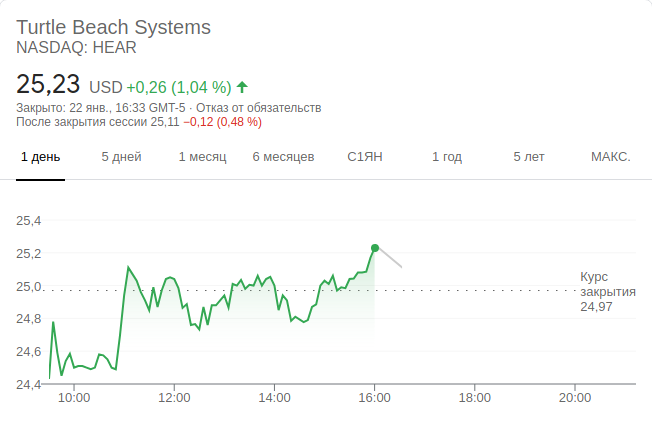 Turtle Beach Systems
NASDAQ: HEAR
25,23 USD +0,26 (1,04 %)
Закрыто: 22 янв., 16:33 GMT-5 · Отказ от обязательств
После закрытия сессии 25,11 −0,12 (0,48 %)
1 день 5 дней 1 месяц 6 месяцев С1ЯН 1 год 5 лет МАКС.
25,4
25,2
25,0
24,8
24,6
24,4
Курс
закрытия
24,97
10:00 12:00 14:00 16:00 18:00 20:00